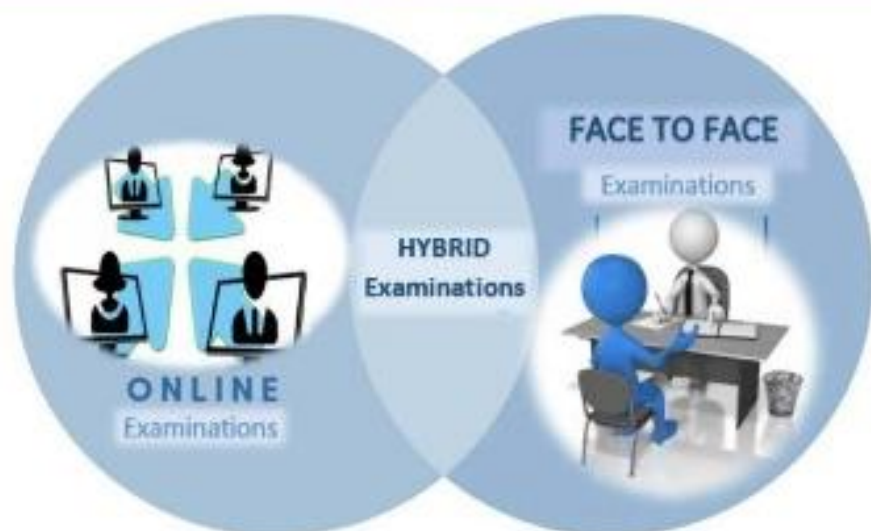 ONLINE
Examinations
HYBRID
Examinations
FACE TO FACE
Examinations